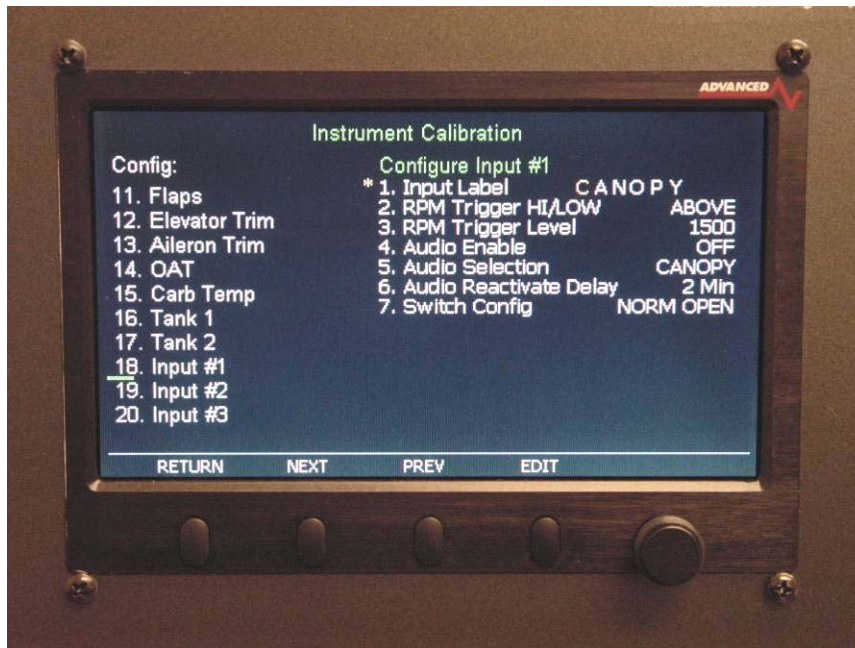 ADVANCED
Instrument Calibration
Config:
11. Flaps
12. Elevator Trim
13. Aileron Trim
14. OAT
15. Carb Temp
16. Tank 1
17. Tank 2
18. Input #1
19. Input #2
20. Input #3
Configure Input #1
* 1. Input Label C A N O P Y
2. RPM Trigger HI/LOW ABOVE
3. RPM Trigger Level 1500
4. Audio Enable OFF
5. Audio Selection CANOPY
6. Audio Reactivate Delay 2 Min
7. Switch Config NORM OPEN
RETURN NEXT PREV EDIT